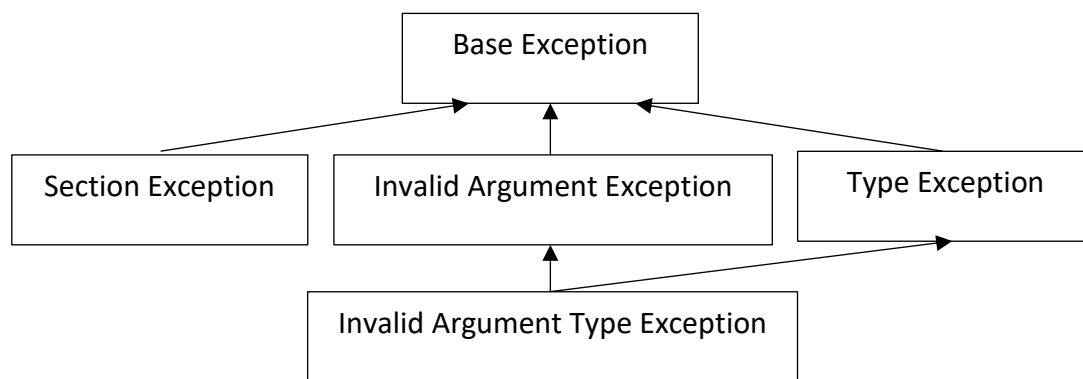 Base Exception
Section Exception
Invalid Argument Exception
Type Exception
Invalid Argument Type Exception